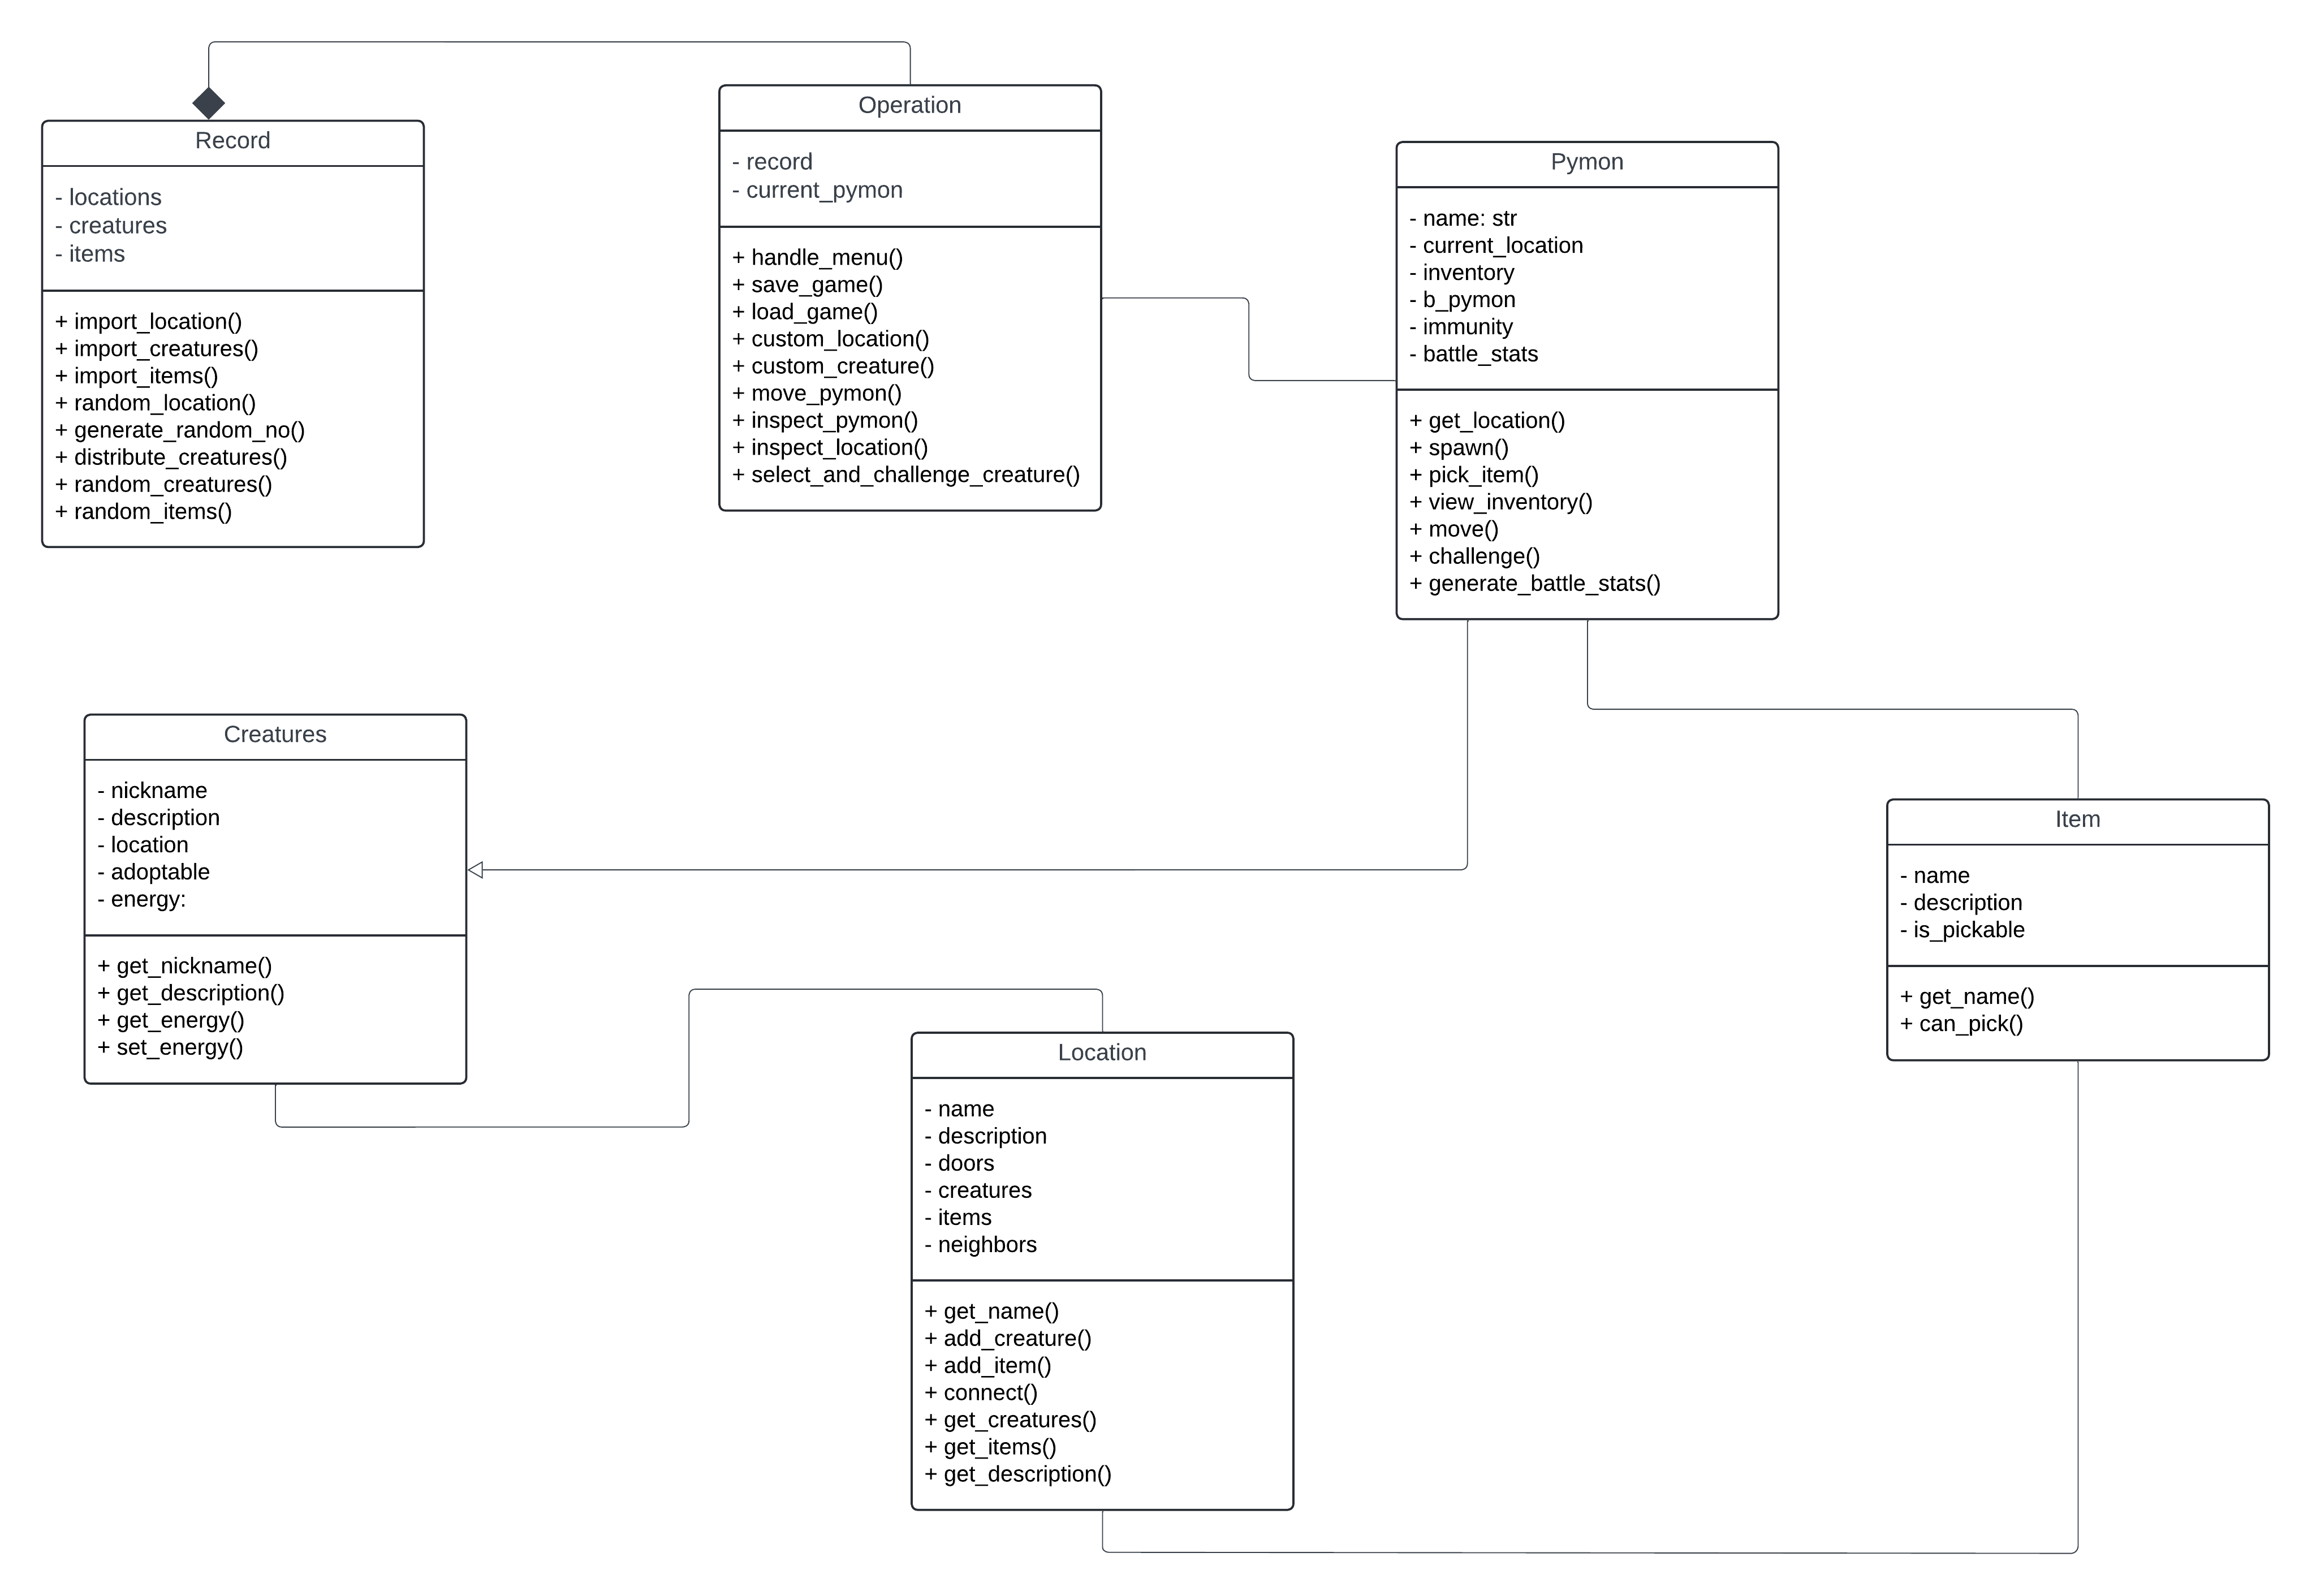 Record
- locations
- creatures
- items
+ import_location()
+ import_creatures()
+ import_items()
+ random_location()
+ generate_random_no()
+ distribute_creatures()
+ random_creatures()
+ random_items()
Operation
- record
- current_pymon
+ handle_menu()
+ save_game()
+ load_game()
+ custom_location()
+ custom_creature()
+ move_pymon()
+ inspect_pymon()
+ inspect_location()
+ select_and_challenge_creature()
Pymon
- name: str
- current_location
- inventory
- b_pymon
- immunity
- battle_stats
+ get_location()
+ spawn()
+ pick_item()
+ view_inventory()
+ move()
+ challenge()
+ generate_battle_stats()
Creatures
- nickname
- description
- location
- adoptable
- energy:
+ get_nickname()
+ get_description()
+ get_energy()
+ set_energy()
Item
- name
- description
- is_pickable
+ get_name()
+ can_pick()
Location
- name
- description
- doors
- creatures
- items
- neighbors
+ get_name()
+ add_creature()
+ add_item()
+ connect()
+ get_creatures()
+ get_items()
+ get_description()